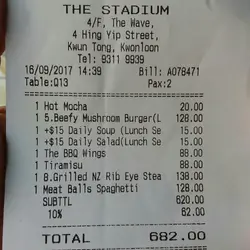 THE STADIUM
4/F, The Wave,
4 Hing Yip Street,
Kwun Tong, Kwonloon
Tel: 9311 8939
16/09/2017 14:39 Bill: A078471
Table:Q13 Pax:2
1 Hot Mocha 20.00
1 5.Beefy Mushroom Burger(L 128.00
1 +$15 Daily Soup (Lunch Se 15.00
1 +$15 Daily Salad(Lunch Se 15.00
1 The BBQ Wings 88.00
1 Tiramisu 88.00
1 8.Grilled NZ Rib Eye Stea 138.00
1 Meat Balls Spaghetti 128.00
SUBTTL 620.00
10% 62.00
TOTAL 682.00